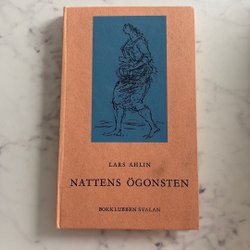 LARS AHLIN
NATTENS ÖGONSTEN
BOKKLUBBEN SVALAN